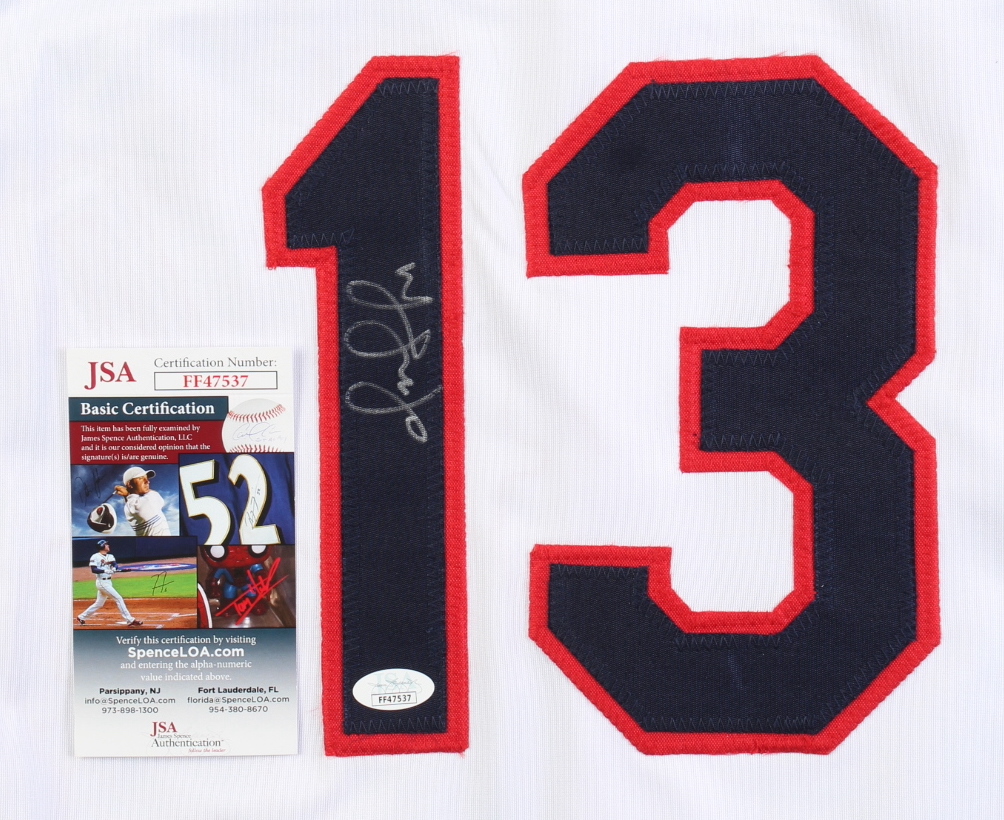 13
JSA
Certification Number:
FF47537
Basic Certification
This item has been fully examined by
James Spence Authentication, LLC
and it is our considered opinion that the
signature(s) is/are genuine.
52
Verify this certification by visiting
SpenceLOA.com
and entering the alpha-numeric
value indicated above.
Parsippany, NJ
info@SpenceLOA.com
973-898-1300
Fort Lauderdale, FL
florida@SpenceLOA.com
954-380-8670
JSA
James Spence
Authentication
FF47537